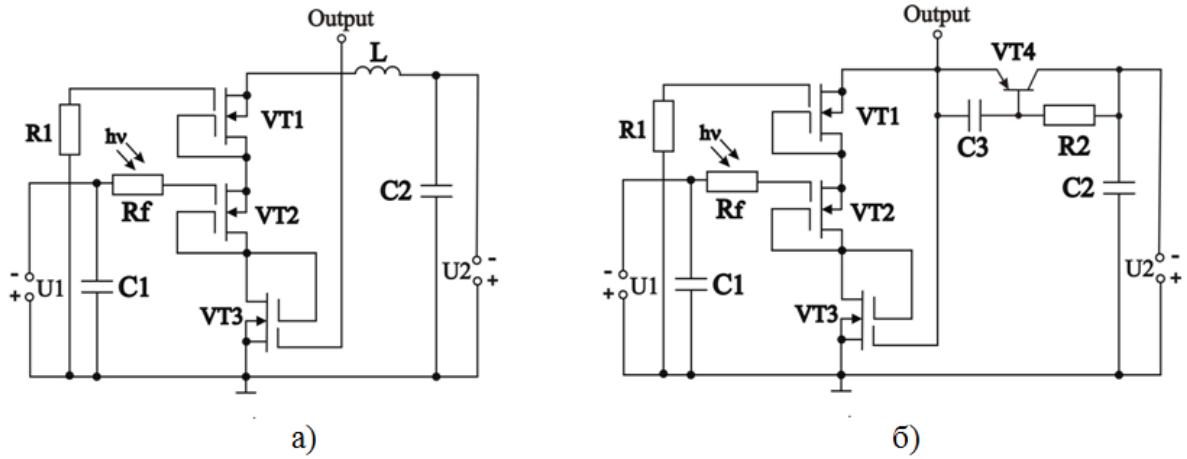 Output
L
VT1
R1
hν
Rf
VT2
C2
- U1 +
C1
VT3
- U2 +
а)
Output
VT4
VT1
R1
C3
R2
hν
Rf
VT2
C2
- U1 +
C1
VT3
- U2 +
б)